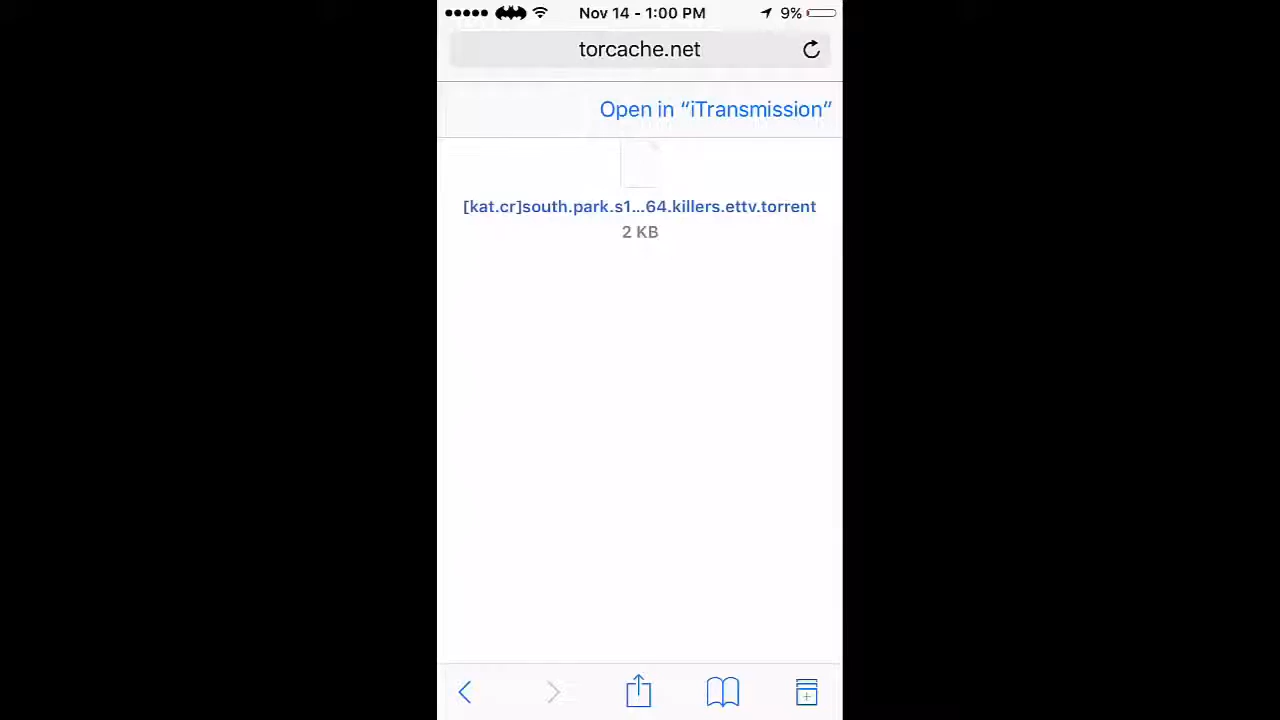 Nov 14 - 1:00 PM 9%
torcache.net
Open in “iTransmission”
[kat.cr]south.park.s1...64.killers.ettv.torrent
2 KB